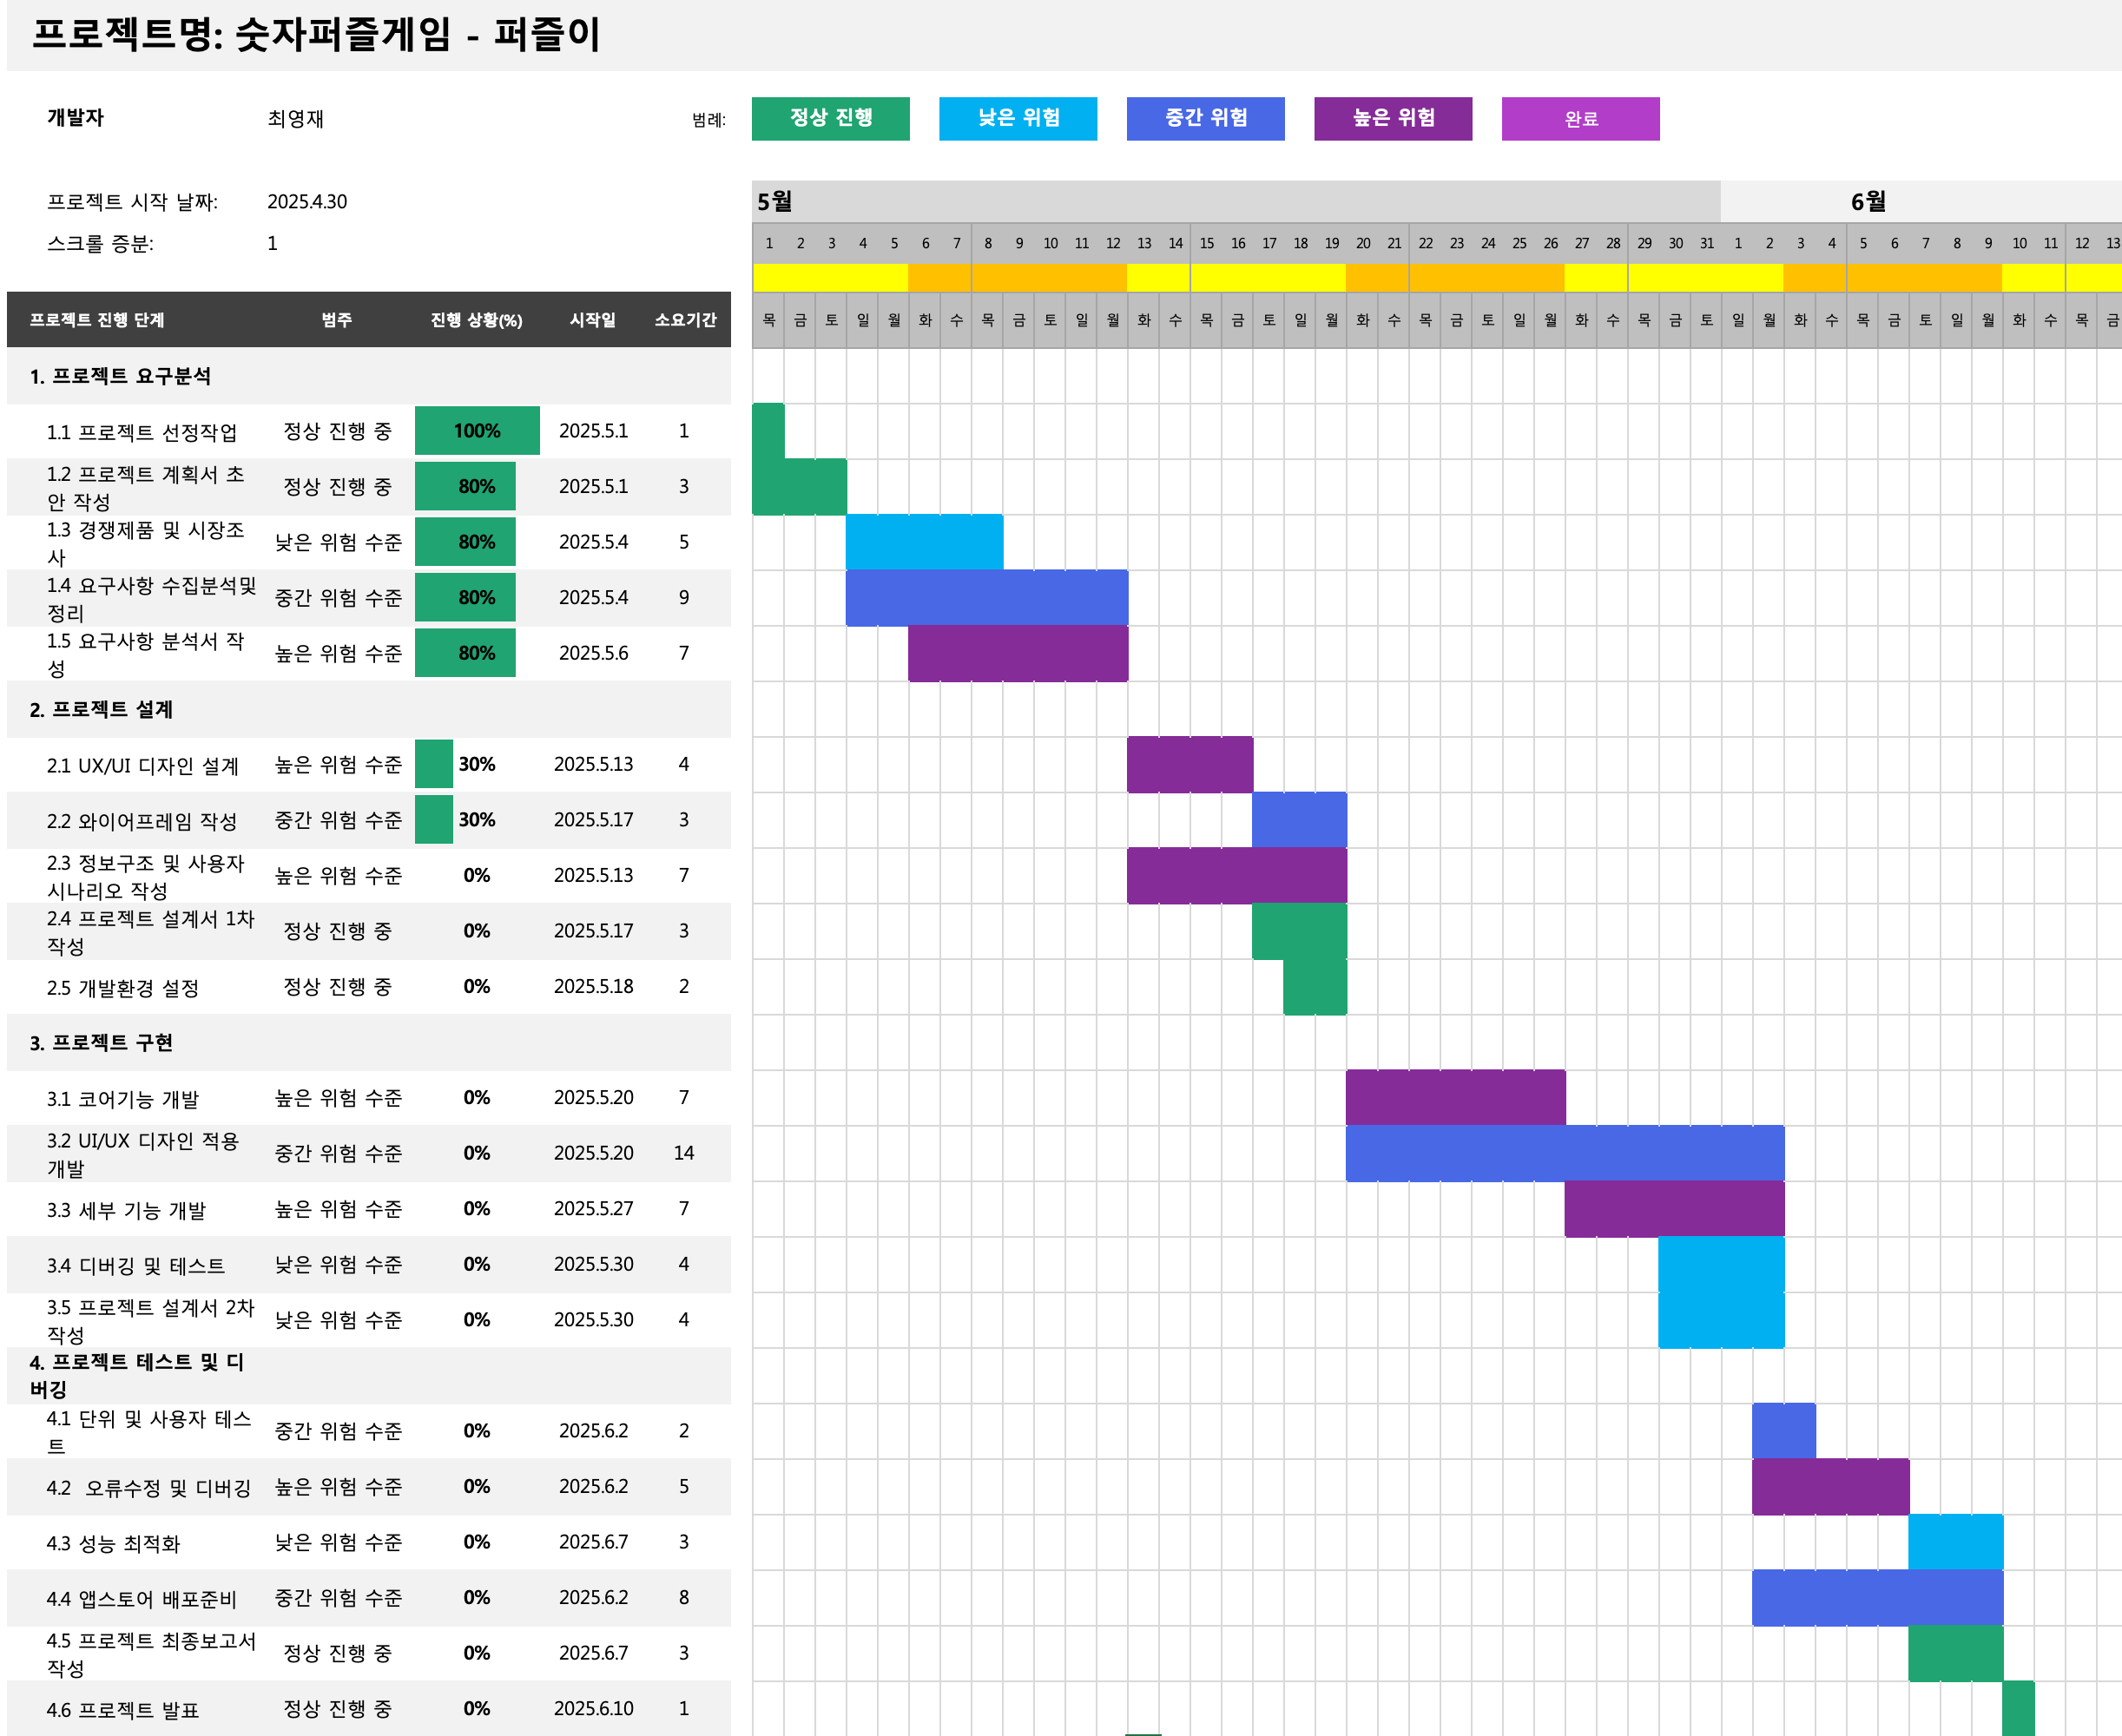 프로젝트명: 숫자퍼즐게임 - 퍼즐이
개발자 최영재 범례: 정상 진행 낮은 위험 중간 위험 높은 위험 완료
프로젝트 시작 날짜: 2025.4.30
5월 6월
스크롤 증분: 1
1 2 3 4 5 6 7 8 9 10 11 12 13 14 15 16 17 18 19 20 21 22 23 24 25 26 27 28 29 30 31 1 2 3 4 5 6 7 8 9 10 11 12 13
프로젝트 진행 단계 범주 진행 상황(%) 시작일 소요기간
목 금 토 일 월 화 수 목 금 토 일 월 화 수 목 금 토 일 월 화 수 목 금 토 일 월 화 수 목 금 토 일 월 화 수 목 금 토 일 월 화 수 목 금
1. 프로젝트 요구분석
1.1 프로젝트 선정작업 정상 진행 중 100% 2025.5.1 1
1.2 프로젝트 계획서 초
안 작성 정상 진행 중 80% 2025.5.1 3
1.3 경쟁제품 및 시장조
사 낮은 위험 수준 80% 2025.5.4 5
1.4 요구사항 수집분석및
정리 중간 위험 수준 80% 2025.5.4 9
1.5 요구사항 분석서 작
성 높은 위험 수준 80% 2025.5.6 7
2. 프로젝트 설계
2.1 UX/UI 디자인 설계 높은 위험 수준 30% 2025.5.13 4
2.2 와이어프레임 작성 중간 위험 수준 30% 2025.5.17 3
2.3 정보구조 및 사용자
시나리오 작성 높은 위험 수준 0% 2025.5.13 7
2.4 프로젝트 설계서 1차
작성 정상 진행 중 0% 2025.5.17 3
2.5 개발환경 설정 정상 진행 중 0% 2025.5.18 2
3. 프로젝트 구현
3.1 코어기능 개발 높은 위험 수준 0% 2025.5.20 7
3.2 UI/UX 디자인 적용
개발 중간 위험 수준 0% 2025.5.20 14
3.3 세부 기능 개발 높은 위험 수준 0% 2025.5.27 7
3.4 디버깅 및 테스트 낮은 위험 수준 0% 2025.5.30 4
3.5 프로젝트 설계서 2차
작성 낮은 위험 수준 0% 2025.5.30 4
4. 프로젝트 테스트 및 디
버깅
4.1 단위 및 사용자 테스
트 중간 위험 수준 0% 2025.6.2 2
4.2 오류수정 및 디버깅 높은 위험 수준 0% 2025.6.2 5
4.3 성능 최적화 낮은 위험 수준 0% 2025.6.7 3
4.4 앱스토어 배포준비 중간 위험 수준 0% 2025.6.2 8
4.5 프로젝트 최종보고서
작성 정상 진행 중 0% 2025.6.7 3
4.6 프로젝트 발표 정상 진행 중 0% 2025.6.10 1